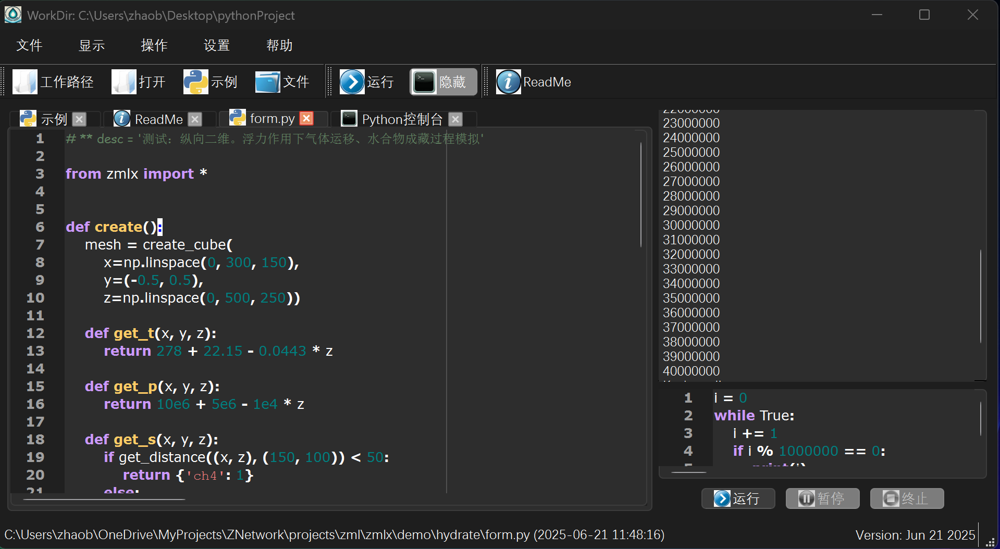 WorkDir: C:\Users\zhaob\Desktop\pythonProject
文件 显示 操作 设置 帮助
工作路径 打开 示例 文件 运行 隐藏 ReadMe
示例 ReadMe form.py Python控制台
1 # ** desc = '测试：纵向二维。浮力作用下气体运移、水合物成藏过程模拟'
2
3 from zmlx import *
4
5
6 def create():
7 mesh = create_cube(
8 x=np.linspace(0, 300, 150),
9 y=(-0.5, 0.5),
10 z=np.linspace(0, 500, 250))
11
12 def get_t(x, y, z):
13 return 278 + 22.15 - 0.0443 * z
14
15 def get_p(x, y, z):
16 return 10e6 + 5e6 - 1e4 * z
17
18 def get_s(x, y, z):
19 if get_distance((x, z), (150, 100)) < 50:
20 return {'ch4': 1}
21 else:
22000000
23000000
24000000
25000000
26000000
27000000
28000000
29000000
30000000
31000000
32000000
33000000
34000000
35000000
36000000
37000000
38000000
39000000
40000000
1 i = 0
2 while True:
3 i += 1
4 if i % 1000000 == 0:
5 print(i)
运行 暂停 终止
C:\Users\zhaob\OneDrive\MyProjects\ZNetwork\projects\zml\zmlx\demo\hydrate\form.py (2025-06-21 11:48:16)
Version: Jun 21 2025